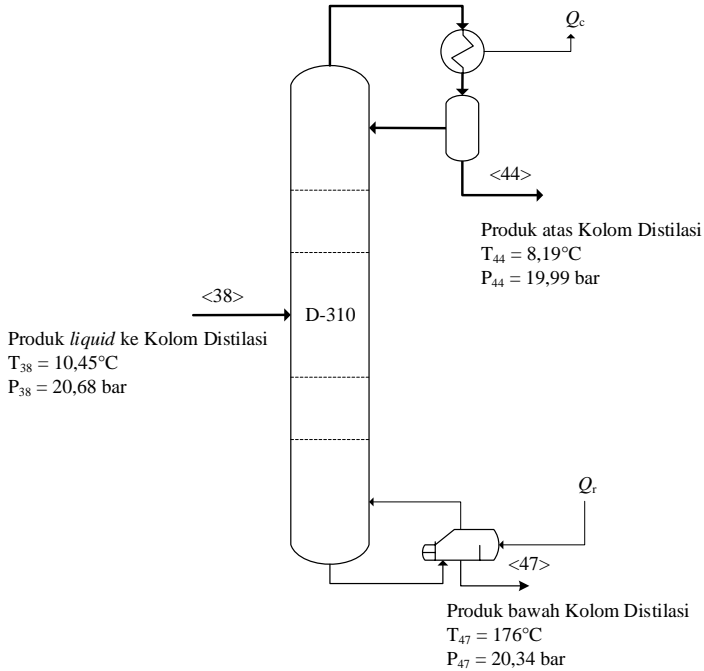 Qc
<44>
Produk atas Kolom Distilasi
T44 = 8,19°C
P44 = 19,99 bar
<38>
D-310
Produk liquid ke Kolom Distilasi
T38 = 10,45°C
P38 = 20,68 bar
Qr
<47>
Produk bawah Kolom Distilasi
T47 = 176°C
P47 = 20,34 bar